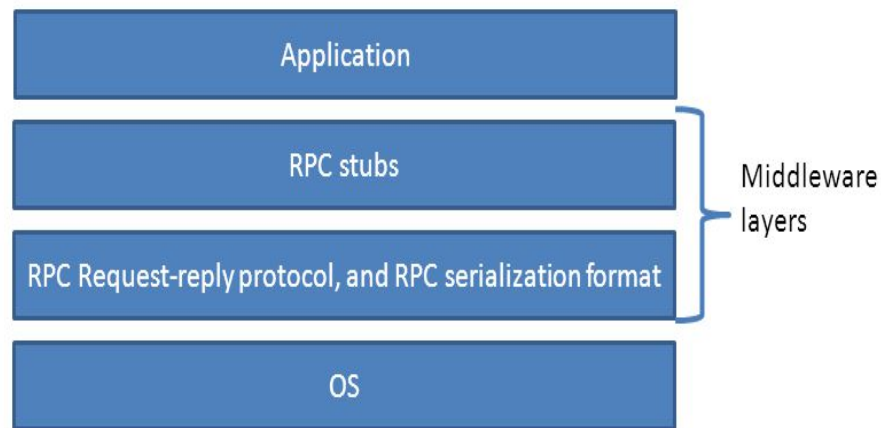 Application
RPC stubs
RPC Request-reply protocol, and RPC serialization format
OS
Middleware
layers